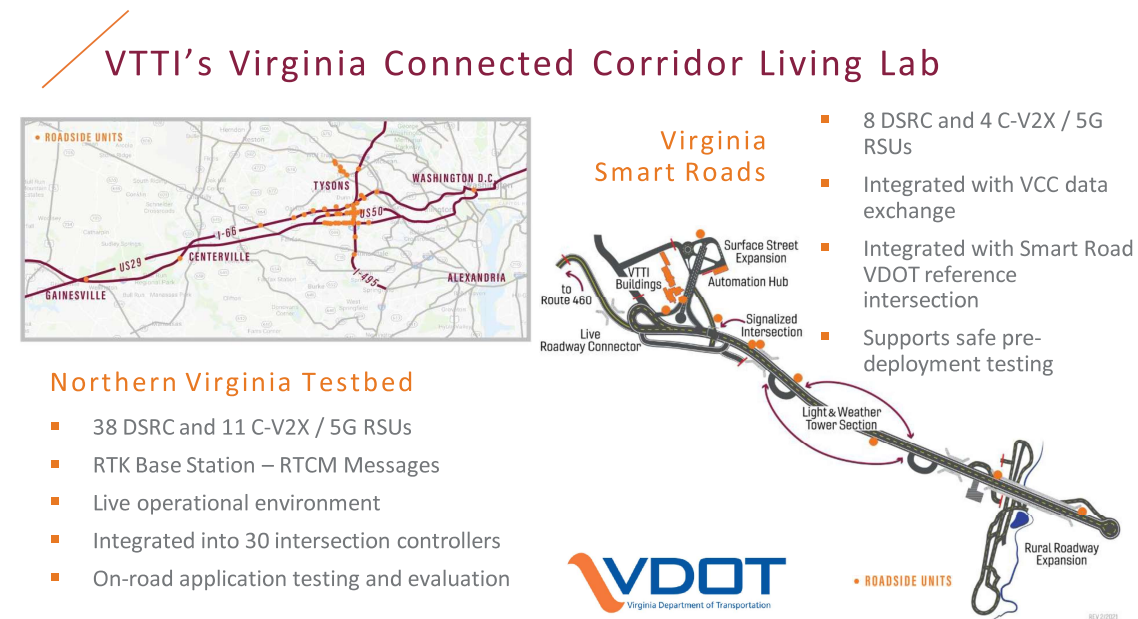 VTTI’s Virginia Connected Corridor Living Lab
ROADSIDE UNITS
TYSONS
WASHINGTON D.C.
US50
I-66
US29
CENTERVILLE
I-495
ALEXANDRIA
GAINESVILLE
Northern Virginia Testbed
38 DSRC and 11 C-V2X / 5G RSUs
RTK Base Station – RTCM Messages
Live operational environment
Integrated into 30 intersection controllers
On-road application testing and evaluation
Virginia
Smart Roads
8 DSRC and 4 C-V2X / 5G
RSUs
Integrated with VCC data
exchange
Integrated with Smart Road
VDOT reference
intersection
Supports safe pre-
deployment testing
Surface Street
Expansion
VTTI
Buildings
Automation Hub
to
Route 460
Signalized
Intersection
Live
Roadway Connector
Light & Weather
Tower Section
Rural Roadway
Expansion
ROADSIDE UNITS
VDOT
Virginia Department of Transportation